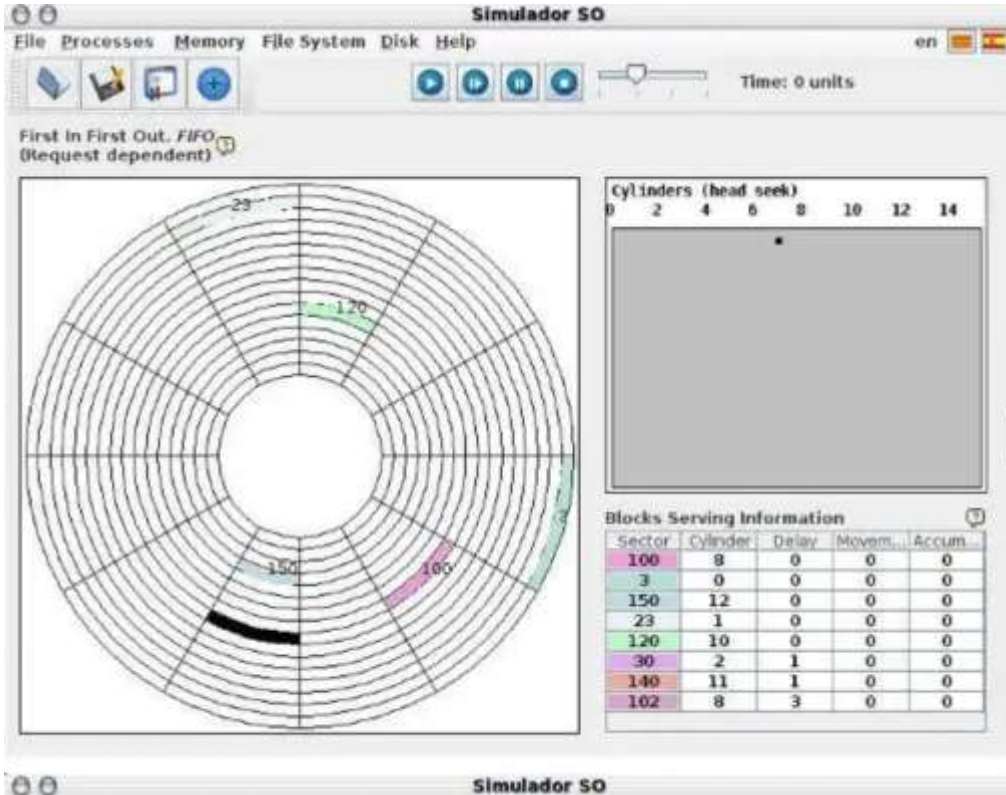 Simulador SO
File Processes Memory File System Disk Help en
Time: 0 units
First In First Out. FIFO
(Request dependent)
23
120
3
150
100
Cylinders (head seek)
0 2 4 6 8 10 12 14
Blocks Serving Information
Sector Cylinder Delay Movem... Accum...
100 8 0 0 0
3 0 0 0 0
150 12 0 0 0
23 1 0 0 0
120 10 0 0 0
30 2 1 0 0
140 11 1 0 0
102 8 3 0 0
Simulador SO